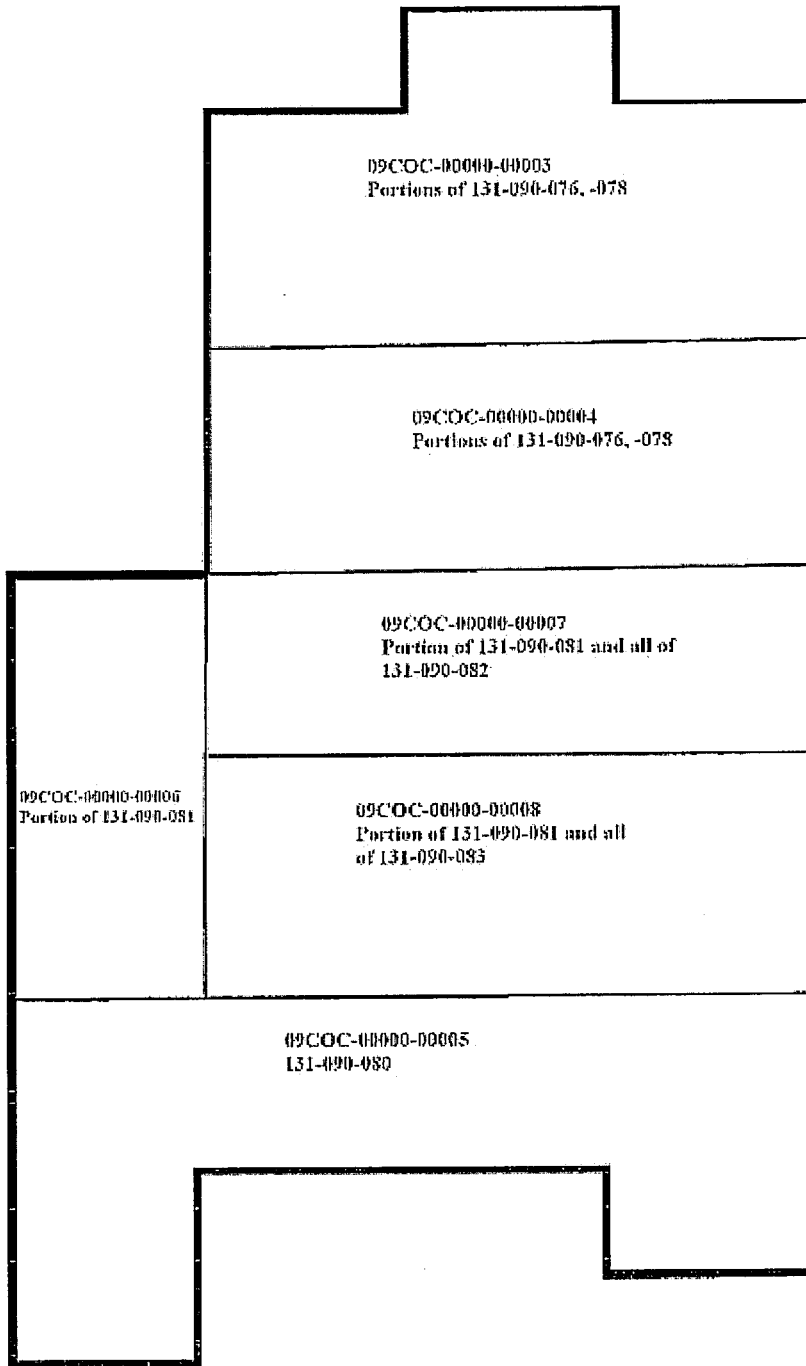 09COC-00000-00003
Portions of 131-090-076, -078
09COC-00000-00004
Portions of 131-090-076, -078
09COC-00000-00007
Portion of 131-090-081 and all of
131-090-082
09COC-00000-00006
Portion of 131-090-081
09COC-00000-00008
Portion of 131-090-081 and all
of 131-090-083
09COC-00000-00005
131-090-080